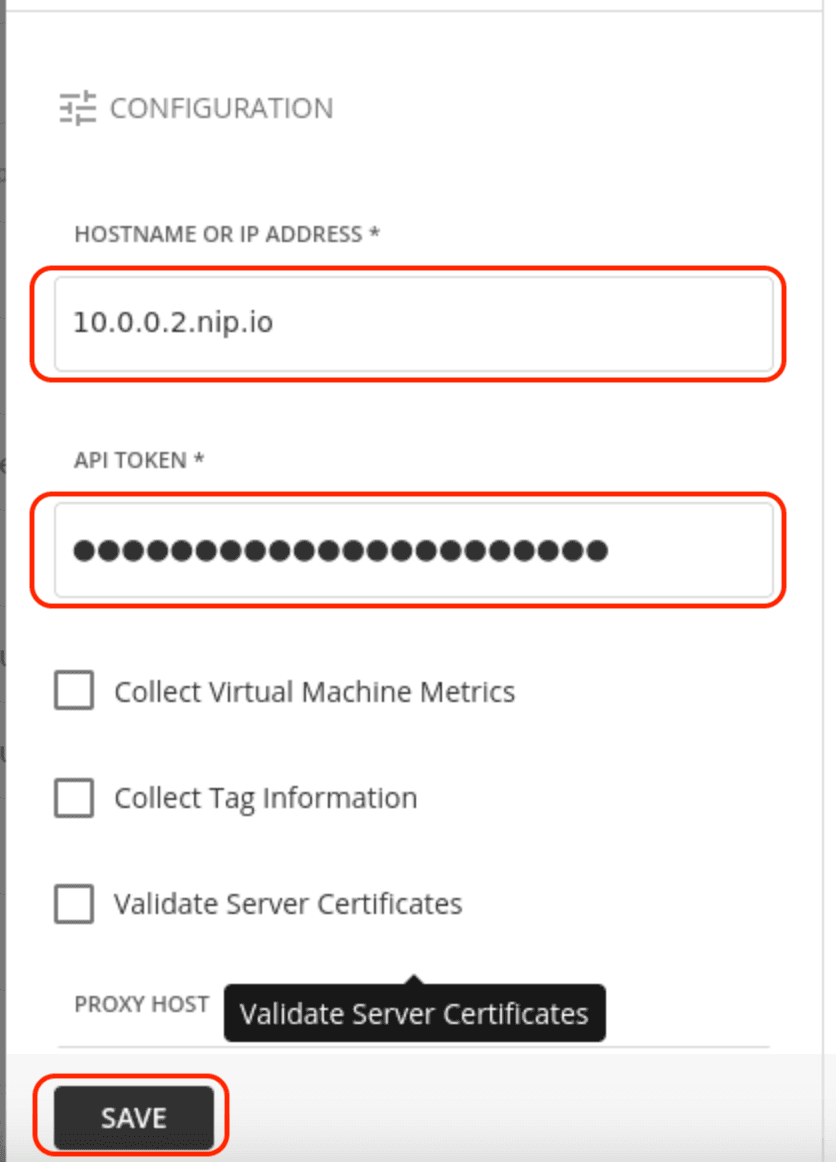 CONFIGURATION
HOSTNAME OR IP ADDRESS *
10.0.0.2.nip.io
API TOKEN *
●●●●●●●●●●●●●●●●●●●●●●
Collect Virtual Machine Metrics
Collect Tag Information
Validate Server Certificates
PROXY HOST
Validate Server Certificates
SAVE